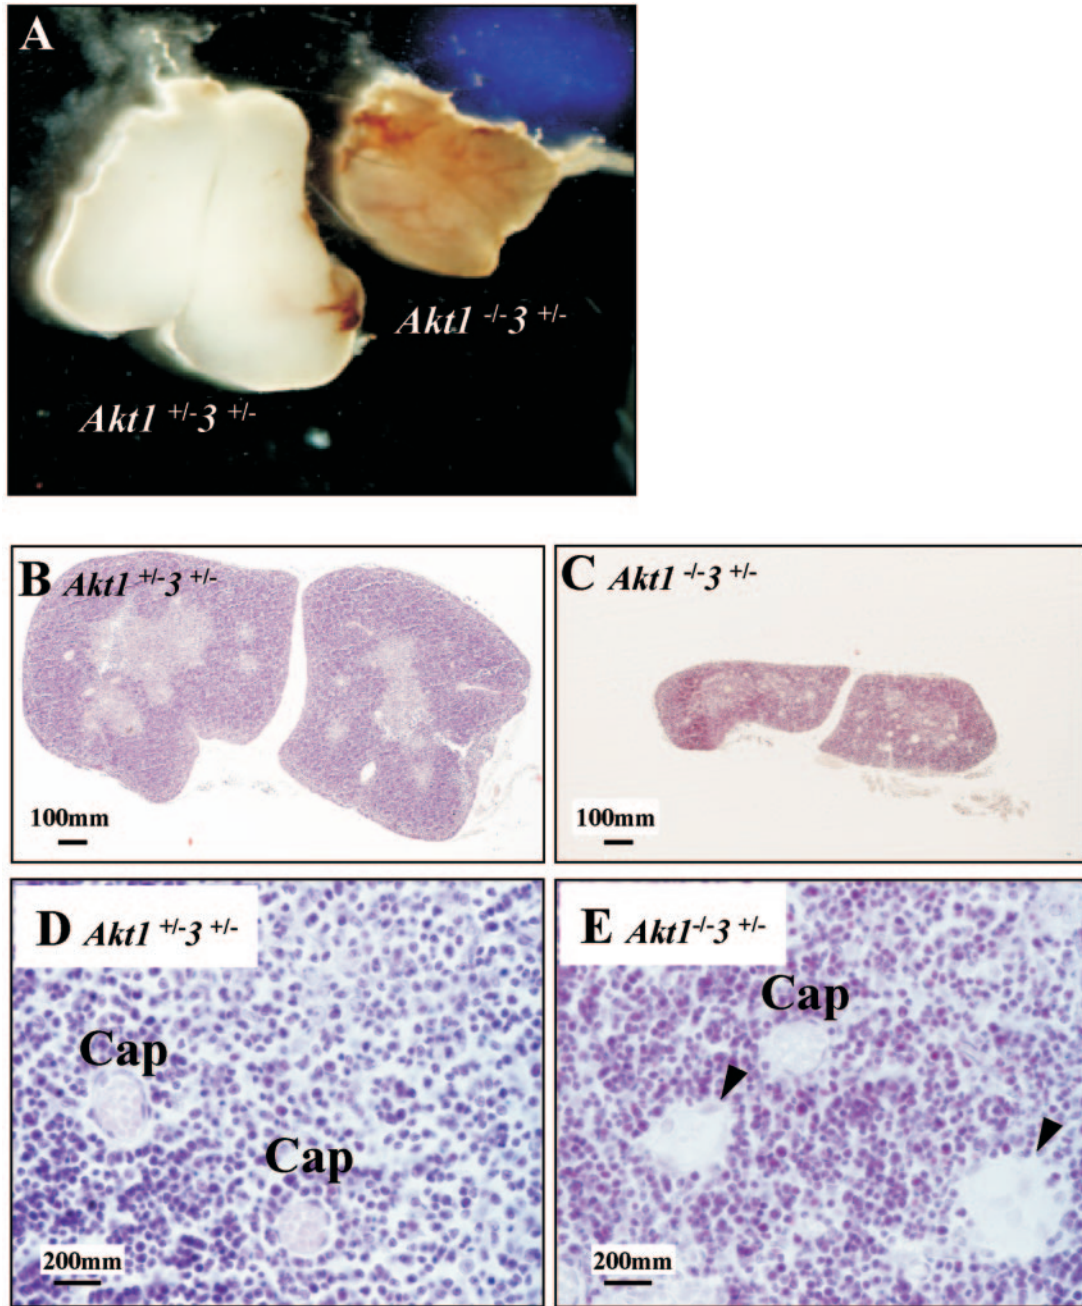 A
Akt1 -/-3 +/-
Akt1 +/-3 +/-
B Akt1 +/-3 +/-
C Akt1 -/-3 +/-
100mm
100mm
D Akt1 +/-3 +/-
E Akt1-/-3 +/-
Cap
Cap
Cap
200mm
200mm